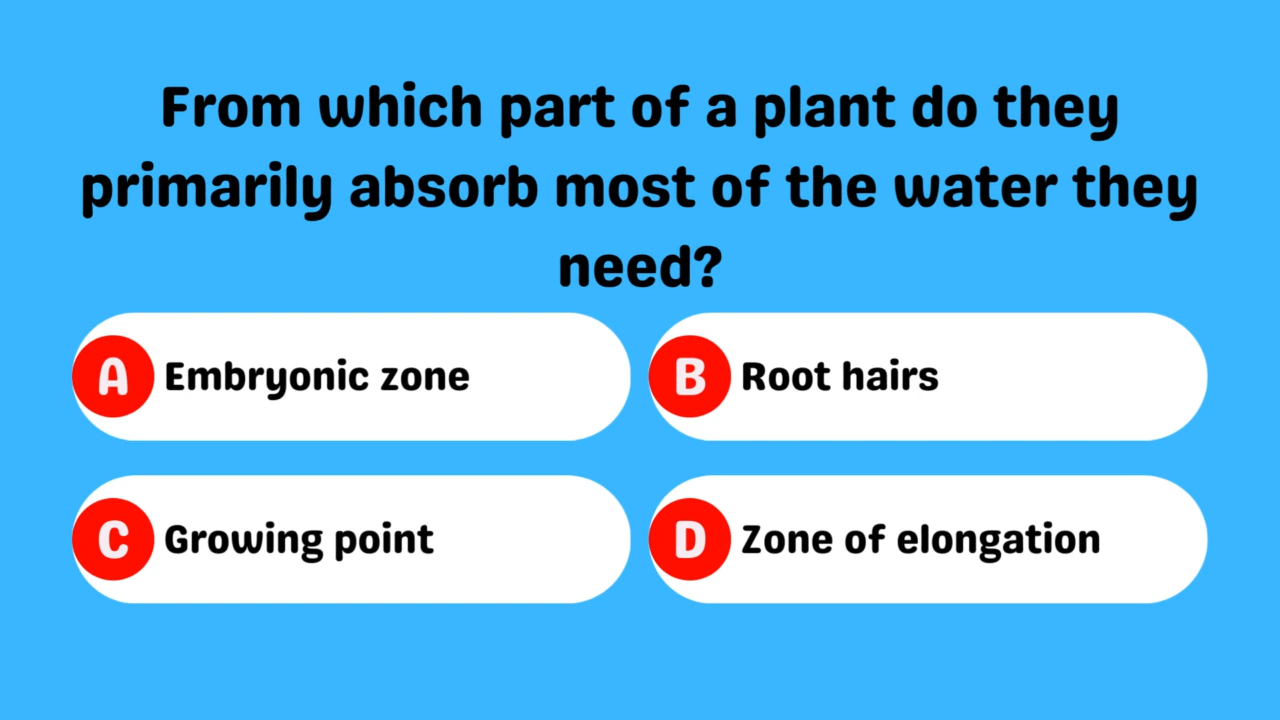 From which part of a plant do they
primarily absorb most of the water they
need?
A Embryonic zone
B Root hairs
C Growing point
D Zone of elongation